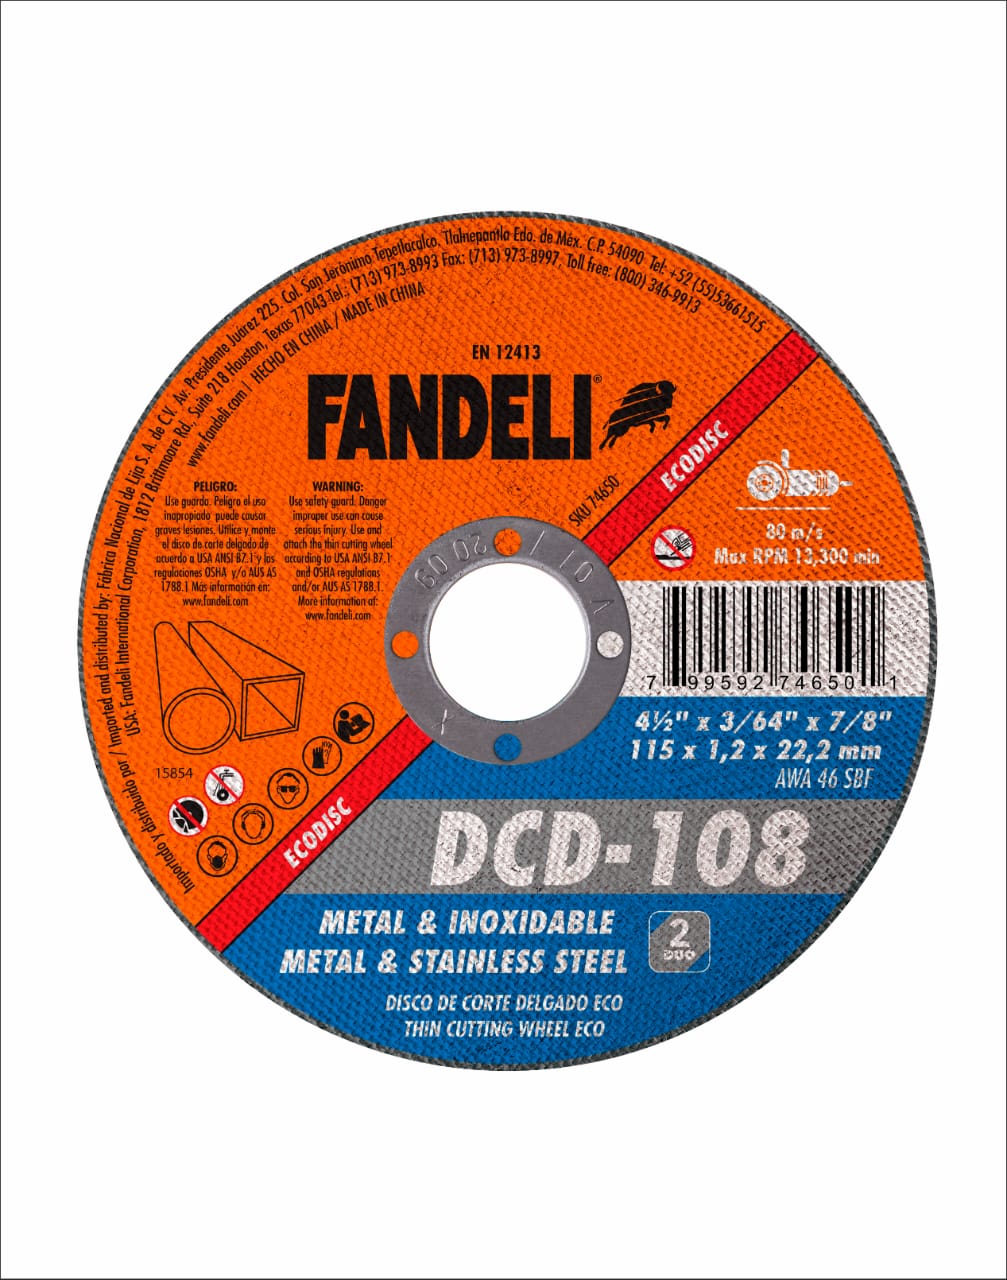 Importado y distribuido por / Imported and distributed by: Fábrica Nacional de Lija S. A. de C.V. Av. Presidente Juárez 225. Col. San Jerónimo Tepetlacalco, Tlalnepantla Edo. de Méx. C.P. 54090 Tel: +52 (55)53661515
USA: Fandeli International Corporation, 1812 Brittmoore Rd., Suite 218 Houston, Texas 77043 Tel.: (713) 973-8993 Fax: (713) 973-8997. Toll free: (800) 346-9913
www.fandeli.com | HECHO EN CHINA / MADE IN CHINA
EN 12413
FANDELI®
ECODISC
SKU 74650
PELIGRO:
Use guarda. Peligro el uso
inapropiado puede causar
graves lesiones. Utilice y monte
el disco de corte delgado de
acuerdo a USA ANSI B7.1 y las
regulaciones OSHA y/o AUS AS
1788.1 Más información en:
www.fandeli.com
WARNING:
Use safety guard. Danger
improper use can cause
serious injury. Use and
attach the thin cutting wheel
according to USA ANSI B7.1
and OSHA regulations
and/or AUS AS 1788.1.
More information at:
www.fandeli.com
80 m/s
Max RPM 13,300 min
V 01 / 20 09
X
7 99592 74650 1
4½" x 3/64" x 7/8"
115 x 1,2 x 22,2 mm
AWA 46 SBF
15854
ECODISC
DCD-108
METAL & INOXIDABLE
METAL & STAINLESS STEEL
2
DUO
DISCO DE CORTE DELGADO ECO
THIN CUTTING WHEEL ECO